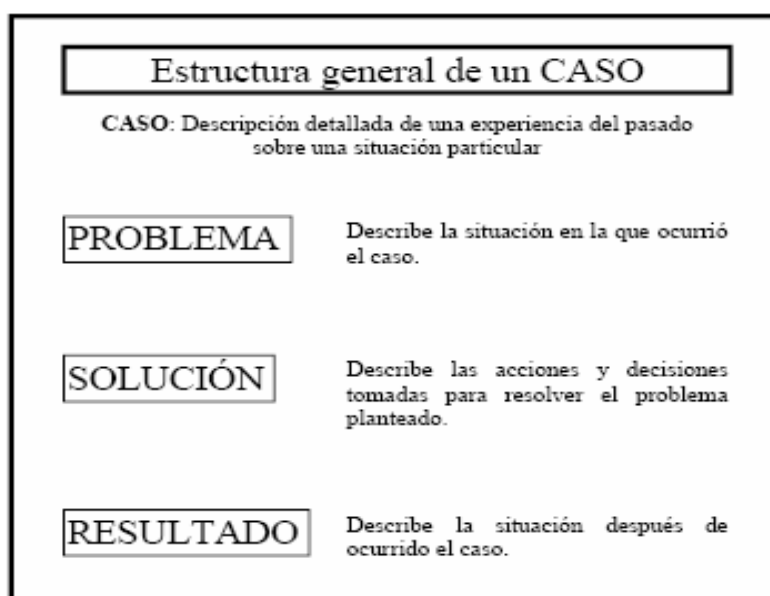 Estructura general de un CASO
CASO: Descripción detallada de una experiencia del pasado
sobre una situación particular
PROBLEMA
Describe la situación en la que ocurrió
el caso.
SOLUCIÓN
Describe las acciones y decisiones
tomadas para resolver el problema
planteado.
RESULTADO
Describe la situación después de
ocurrido el caso.